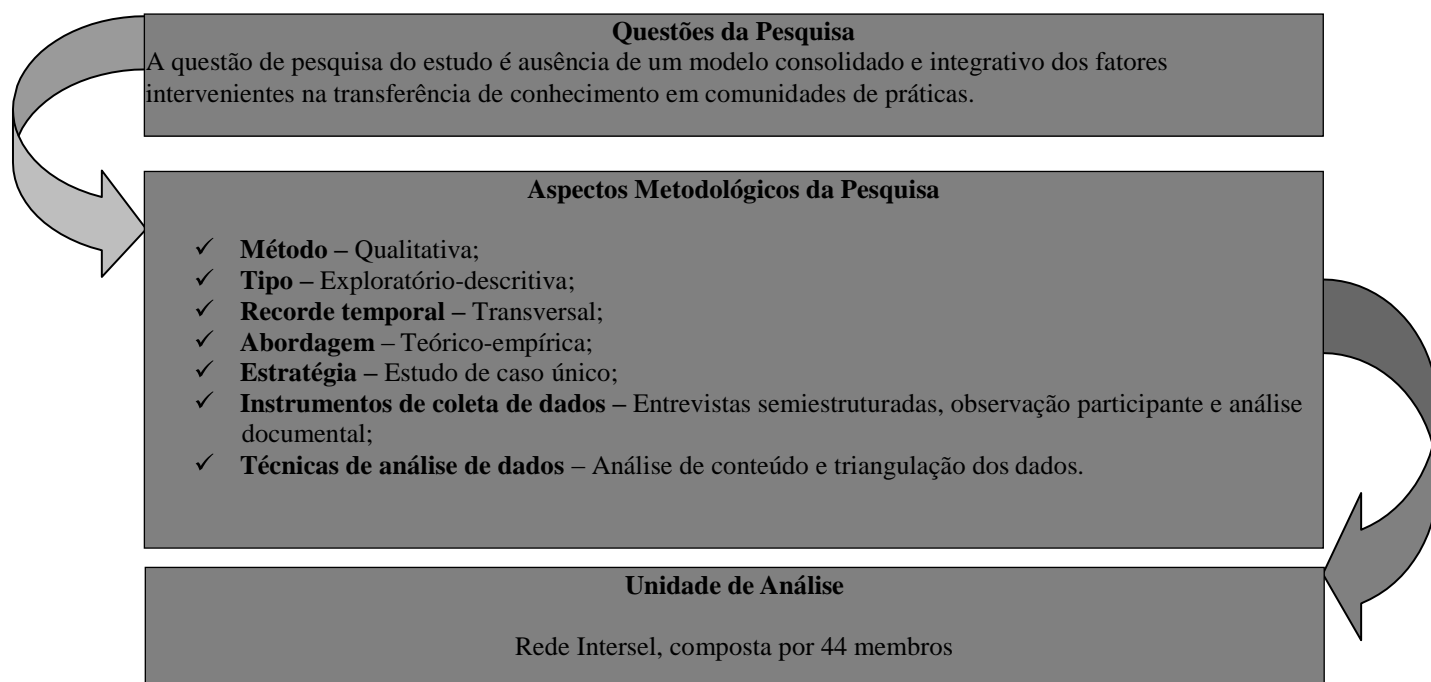 Questões da Pesquisa
A questão de pesquisa do estudo é ausência de um modelo consolidado e integrativo dos fatores
intervenientes na transferência de conhecimento em comunidades de práticas.
Aspectos Metodológicos da Pesquisa
✓ Método – Qualitativa;
✓ Tipo – Exploratório-descritiva;
✓ Recorde temporal – Transversal;
✓ Abordagem – Teórico-empírica;
✓ Estratégia – Estudo de caso único;
✓ Instrumentos de coleta de dados – Entrevistas semiestruturadas, observação participante e análise
documental;
✓ Técnicas de análise de dados – Análise de conteúdo e triangulação dos dados.
Unidade de Análise
Rede Intersel, composta por 44 membros